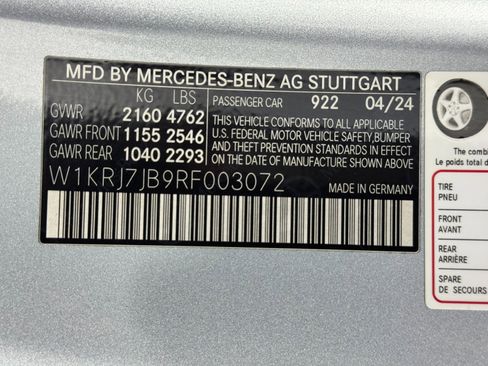 MFD BY MERCEDES-BENZ AG STUTTGART
KG LBS
GVWR 2160 4762
GAWR FRONT 1155 2546
GAWR REAR 1040 2293
PASSENGER CAR 922 04/24
THIS VEHICLE CONFORMS TO ALL APPLICABLE
U.S. FEDERAL MOTOR VEHICLE SAFETY, BUMPER
AND THEFT PREVENTION STANDARDS IN EFFECT
ON THE DATE OF MANUFACTURE SHOWN ABOVE.
W1KRJ7JB9RF003072
MADE IN GERMANY
The combi
Le poids total d
TIRE
PNEU
FRONT
AVANT
REAR
ARRIÈRE
SPARE
DE SECOURS